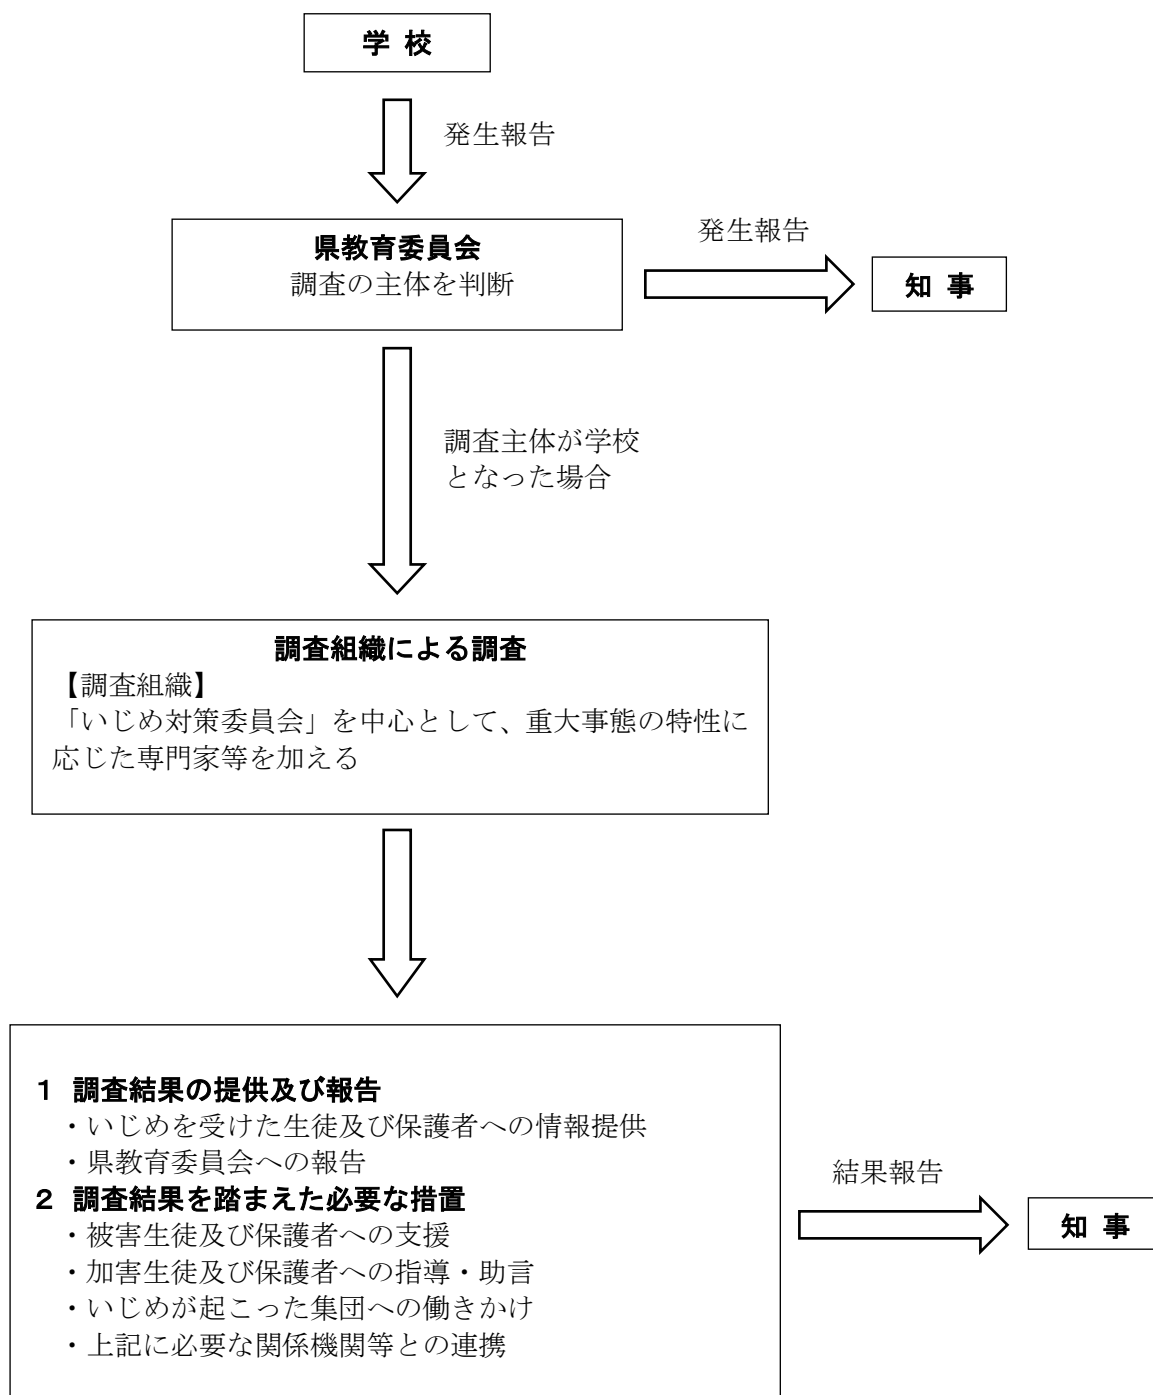 学 校
発生報告
県教育委員会
調査の主体を判断
発生報告
知 事
調査主体が学校
となった場合
調査組織による調査
【調査組織】
「いじめ対策委員会」を中心として、重大事態の特性に
応じた専門家等を加える
1 調査結果の提供及び報告
・いじめを受けた生徒及び保護者への情報提供
・県教育委員会への報告
2 調査結果を踏まえた必要な措置
・被害生徒及び保護者への支援
・加害生徒及び保護者への指導・助言
・いじめが起こった集団への働きかけ
・上記に必要な関係機関等との連携
結果報告
知 事